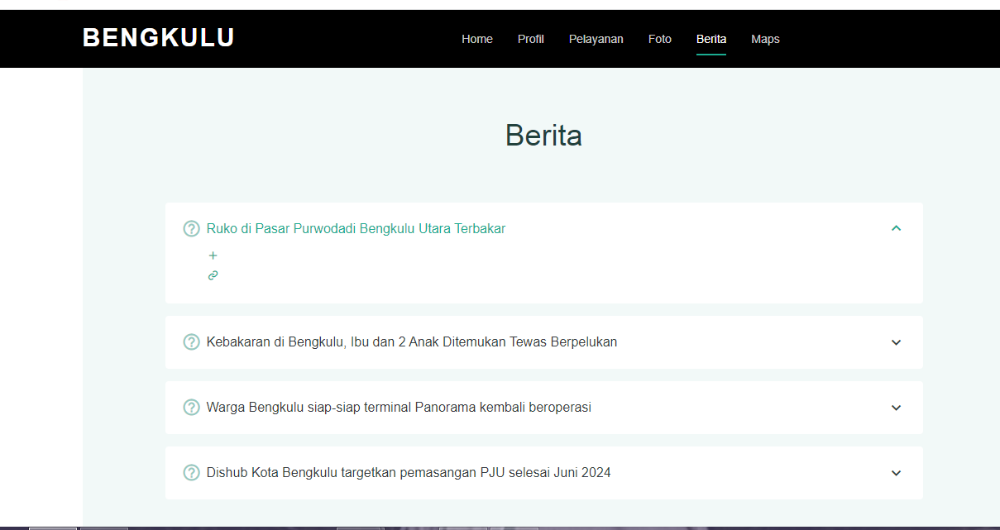 BENGKULU
Home Profil Pelayanan Foto Berita Maps
Berita
Ruko di Pasar Purwodadi Bengkulu Utara Terbakar
Kebakaran di Bengkulu, Ibu dan 2 Anak Ditemukan Tewas Berpelukan
Warga Bengkulu siap-siap terminal Panorama kembali beroperasi
Dishub Kota Bengkulu targetkan pemasangan PJU selesai Juni 2024